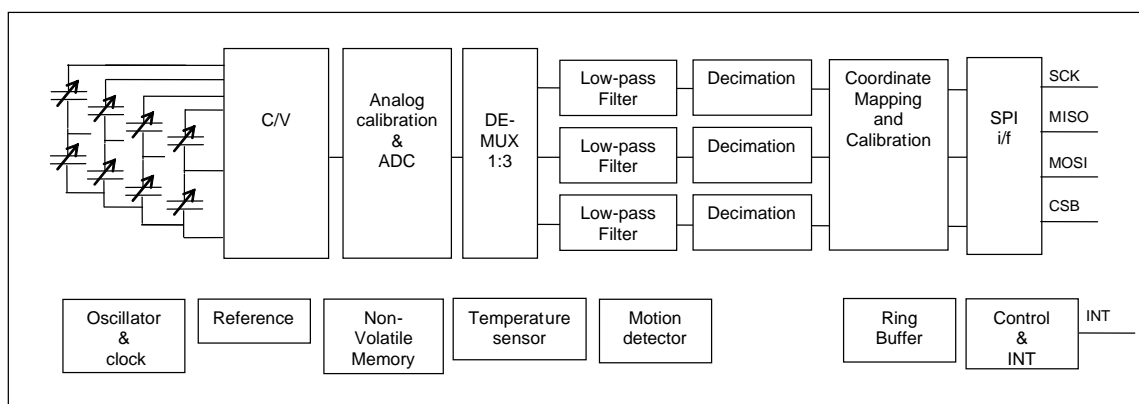 C/V
Analog
calibration
&
ADC
DE-
MUX
1:3
Low-pass
Filter
Decimation
Low-pass
Filter
Decimation
Low-pass
Filter
Decimation
Coordinate
Mapping
and
Calibration
SPI
i/f
SCK
MISO
MOSI
CSB
Oscillator
&
clock
Reference
Non-
Volatile
Memory
Temperature
sensor
Motion
detector
Ring
Buffer
Control
&
INT
INT